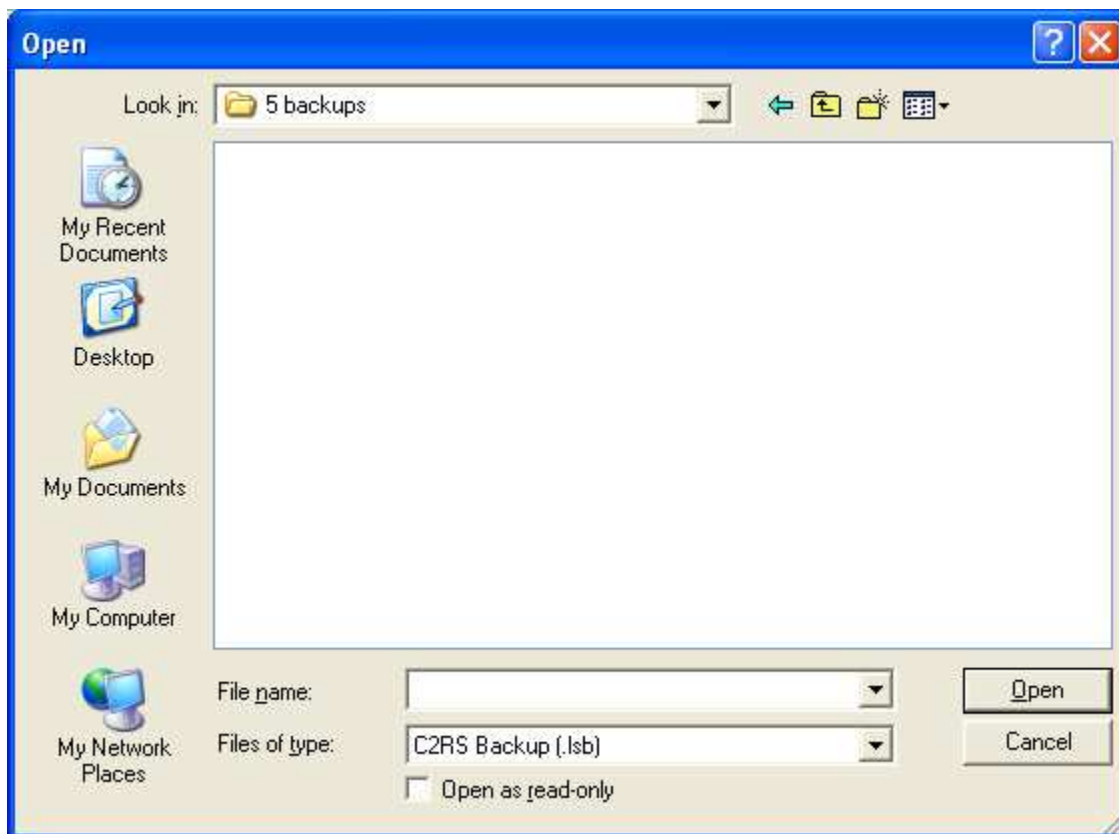 Open
Look in:
5 backups
My Recent
Documents
Desktop
My Documents
My Computer
My Network
Places
File name:
Open
Files of type:
C2RS Backup (.lsb)
Cancel
Open as read-only